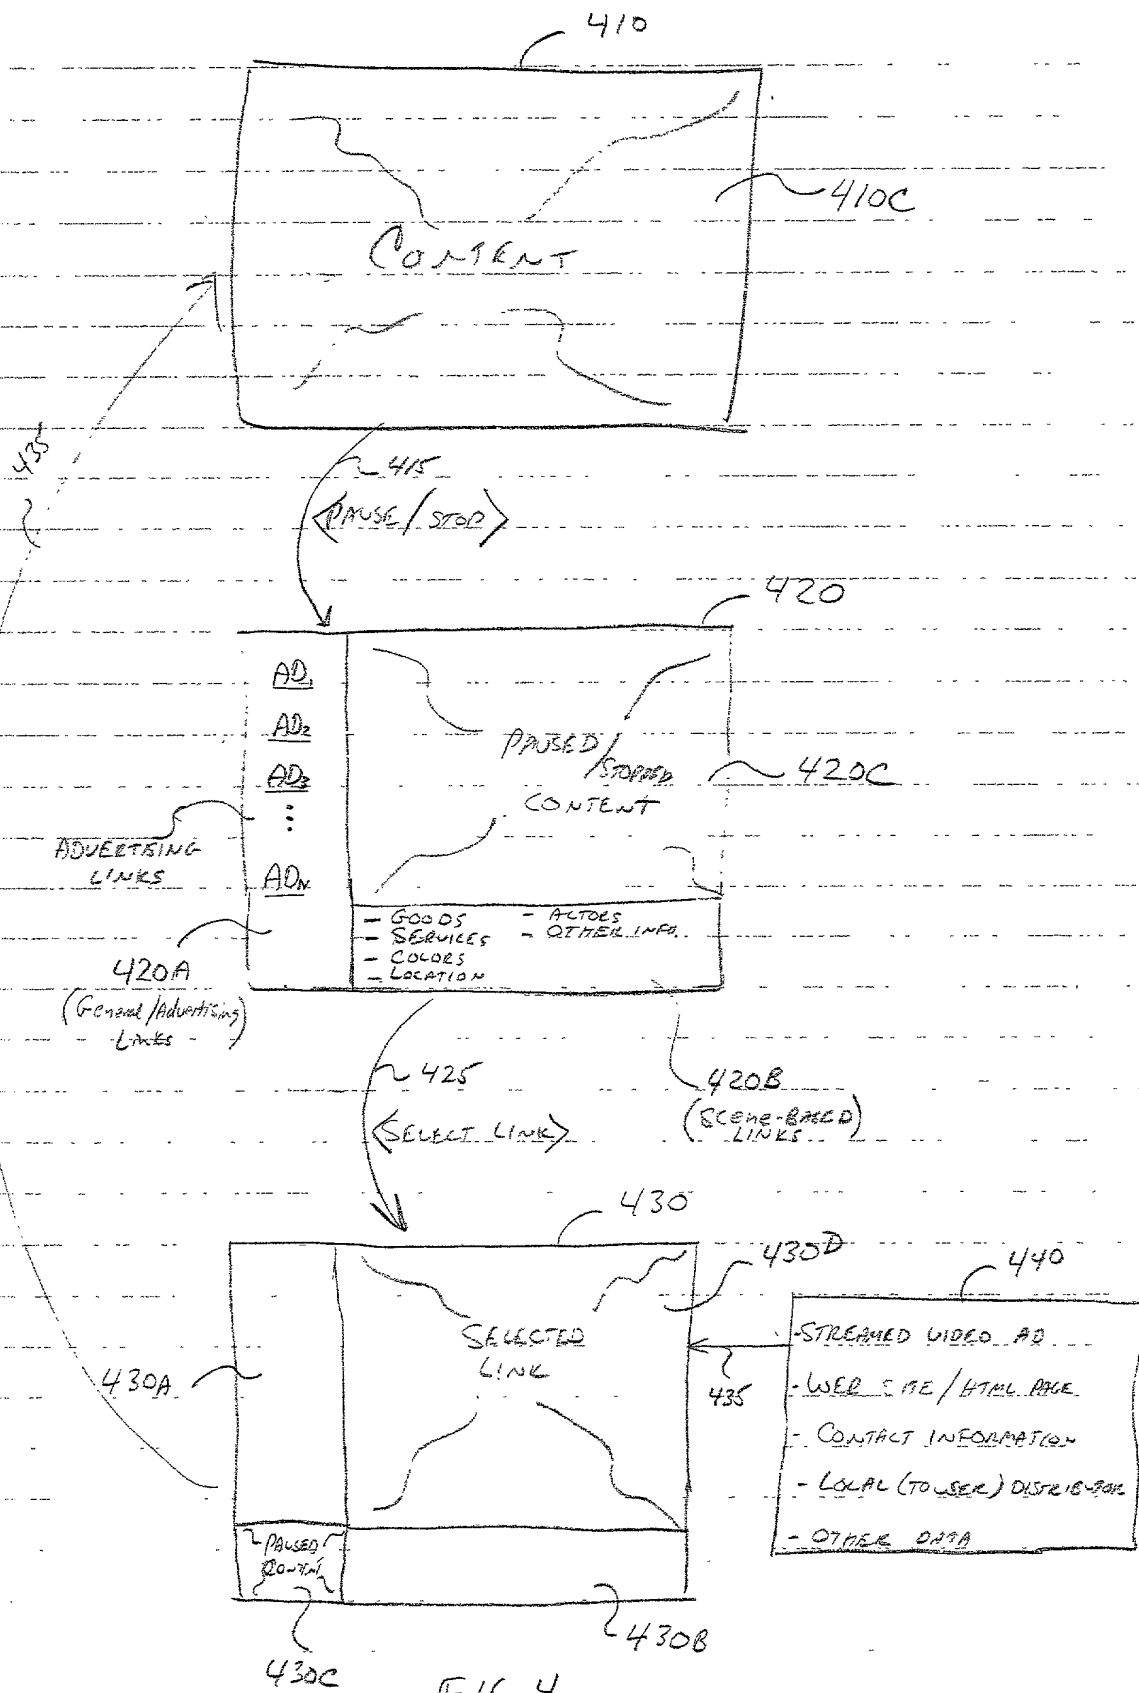 410
410C
CONTENT
435
415
<PAUSE/STOP>
420
AD1
AD2
AD3
⋮
ADN
PAUSED/
STOPPED
CONTENT
420C
ADVERTISING
LINKS
- GOODS
- SERVICES
- COLORS
- LOCATION
- ACTORS
- OTHER INFO.
420A
(General/Advertising
LINKS)
425
<SELECT LINK>
420B
(SCENE-BASED
LINKS)
430
430D
440
SELECTED
LINK
430A
435
- STREAMED VIDEO AD
- WEB SITE/HTML PAGE
- CONTACT INFORMATION
- LOCAL (TO USER) DISTRIBUTOR
- OTHER DATA
PAUSED
CONTENT
430C
430B
FIG. 4